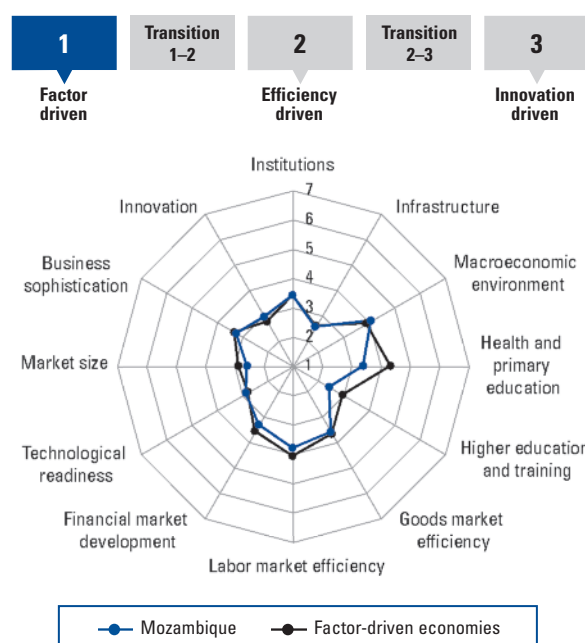 1
Transition
1–2
2
Transition
2–3
3
Factor
driven
Efficiency
driven
Innovation
driven
Institutions
7
6
5
4
3
2
1
Infrastructure
Macroeconomic
environment
Health and
primary
education
Higher education
and training
Goods market
efficiency
Labor market efficiency
Financial market
development
Technological
readiness
Market size
Business
sophistication
Innovation
Mozambique
Factor-driven economies